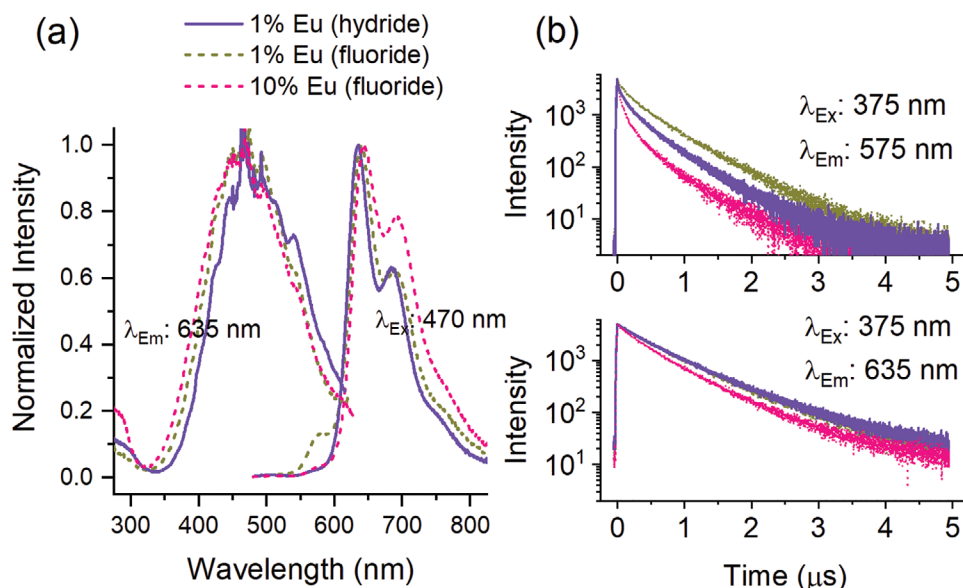 (a)
1% Eu (hydride)
1% Eu (fluoride)
10% Eu (fluoride)
Normalized Intensity
1.0
0.8
0.6
0.4
0.2
0.0
λEm: 635 nm
λEx: 470 nm
300 400 500 600 700 800
Wavelength (nm)
(b)
Intensity
10³
10²
10¹
λEx: 375 nm
λEm: 575 nm
0 1 2 3 4 5
Intensity
10³
10²
10¹
λEx: 375 nm
λEm: 635 nm
0 1 2 3 4 5
Time (μs)